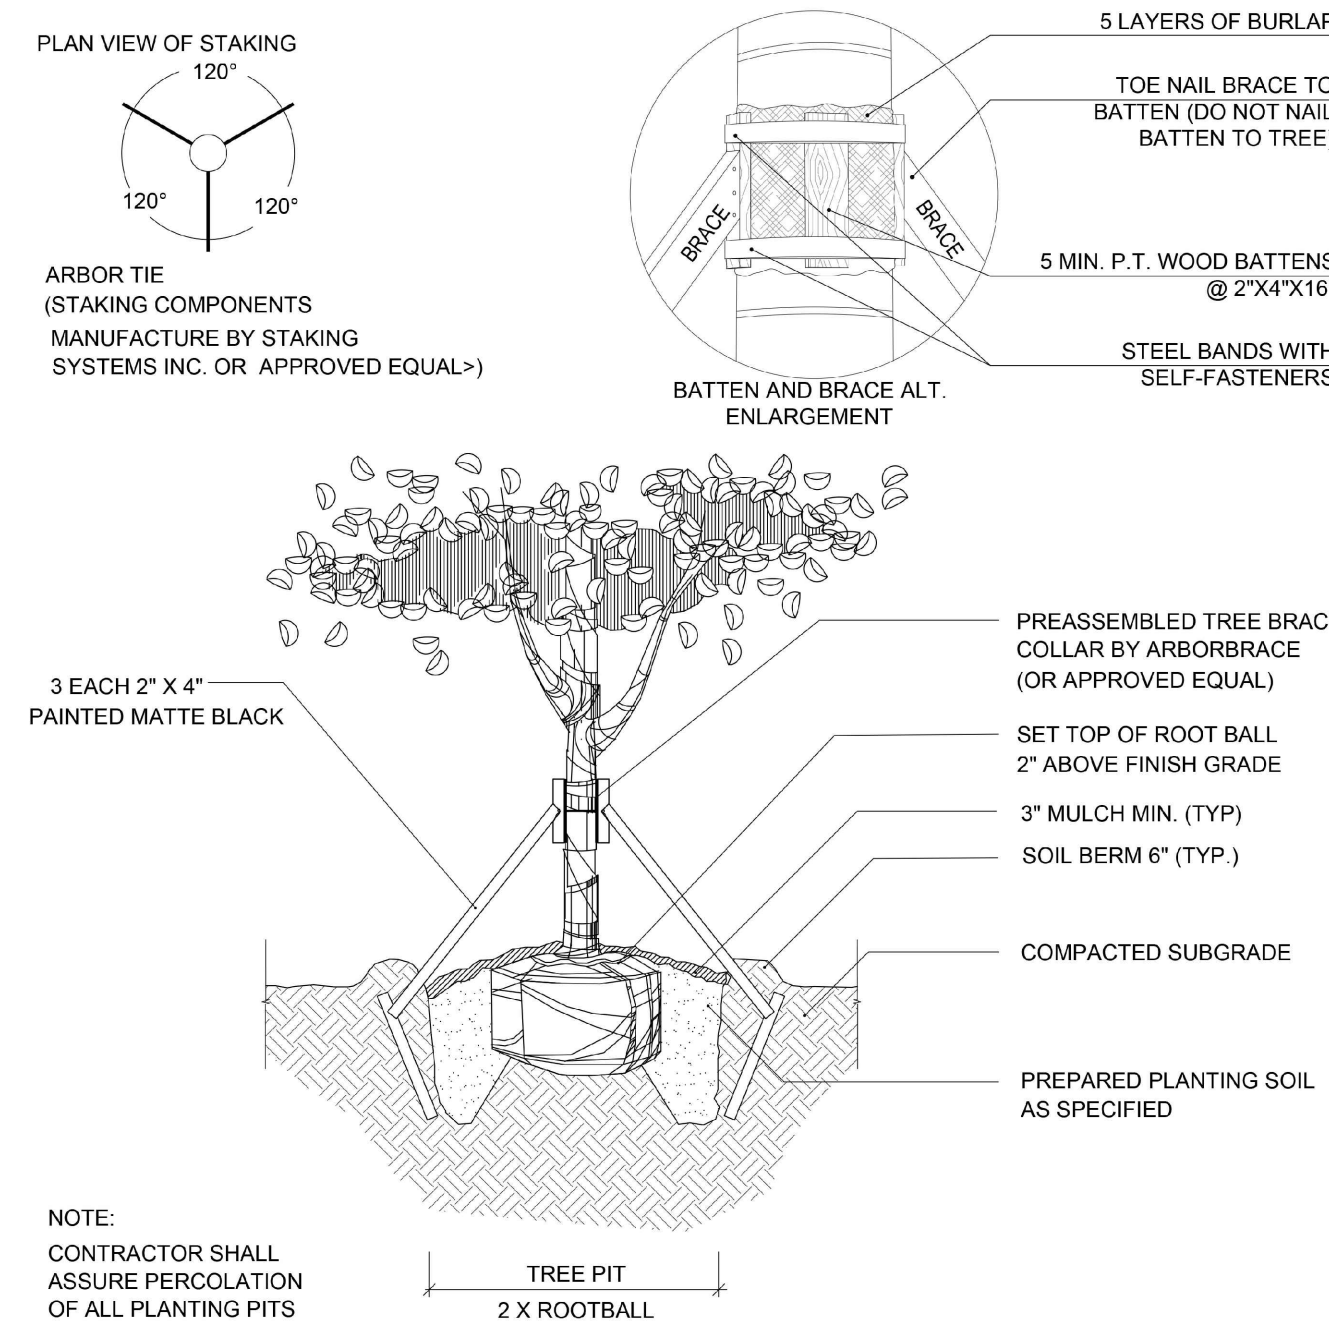 PLAN VIEW OF STAKING
120°
120°
120°
ARBOR TIE
(STAKING COMPONENTS
MANUFACTURE BY STAKING
SYSTEMS INC. OR APPROVED EQUAL>)
5 LAYERS OF BURLAP
TOE NAIL BRACE TO
BATTEN (DO NOT NAIL
BATTEN TO TREE)
BRACE
BRACE
5 MIN. P.T. WOOD BATTENS
@ 2"X4"X16
STEEL BANDS WITH
SELF-FASTENERS
BATTEN AND BRACE ALT.
ENLARGEMENT
3 EACH 2" X 4"
PAINTED MATTE BLACK
PREASSEMBLED TREE BRAC
COLLAR BY ARBORBRACE
(OR APPROVED EQUAL)
SET TOP OF ROOT BALL
2" ABOVE FINISH GRADE
3" MULCH MIN. (TYP)
SOIL BERM 6" (TYP.)
COMPACTED SUBGRADE
PREPARED PLANTING SOIL
AS SPECIFIED
NOTE:
CONTRACTOR SHALL
ASSURE PERCOLATION
OF ALL PLANTING PITS
TREE PIT
2 X ROOTBALL